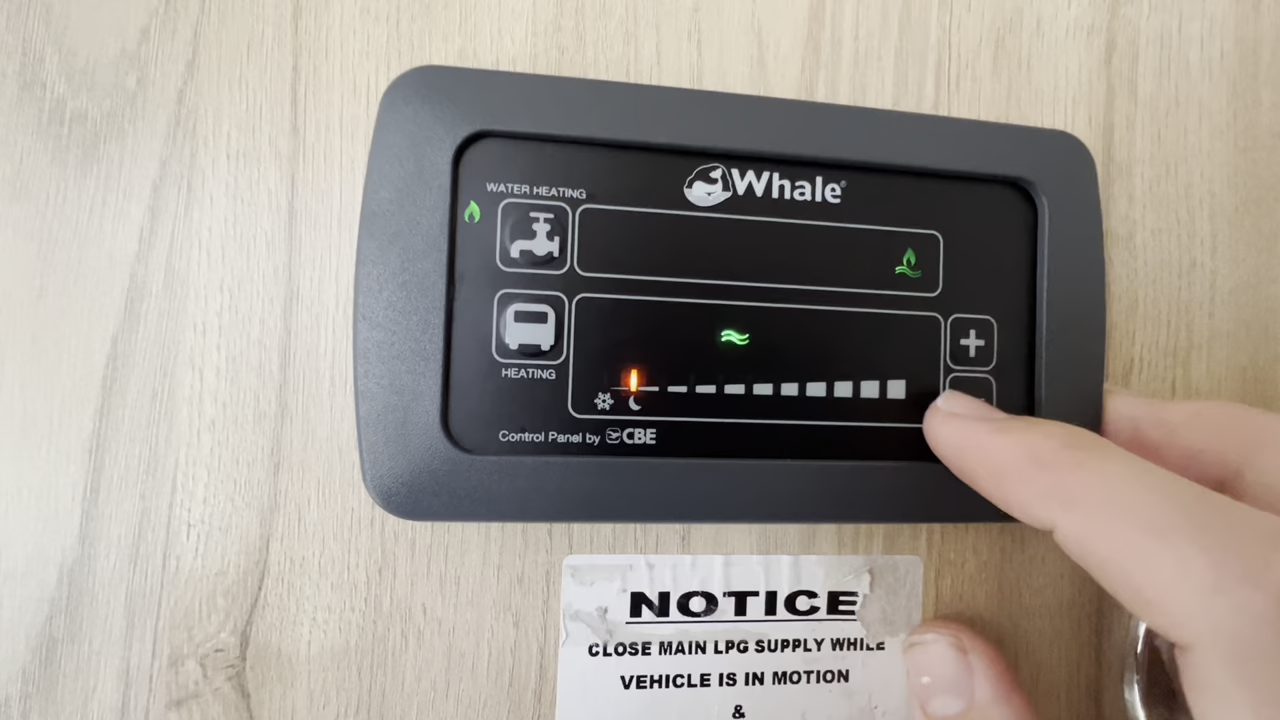 Whale®
WATER HEATING
HEATING
Control Panel by CBE
NOTICE
CLOSE MAIN LPG SUPPLY WHILE
VEHICLE IS IN MOTION
&